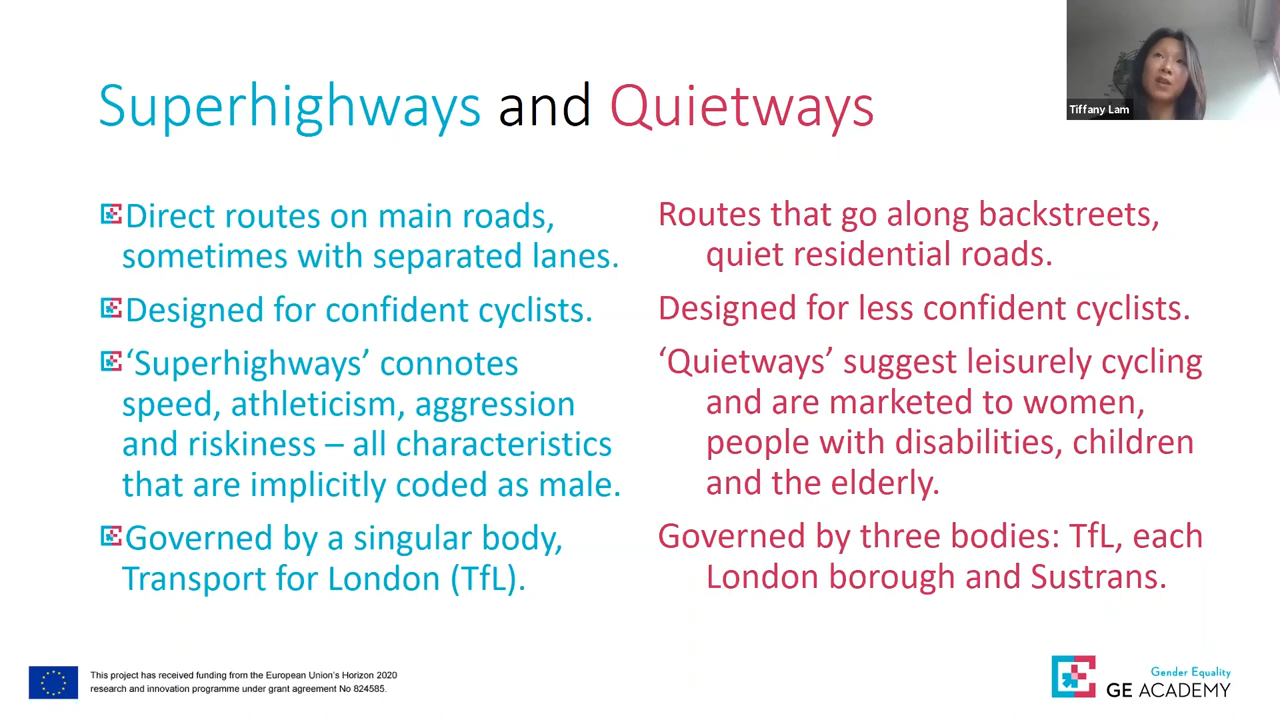 Superhighways and Quietways
Tiffany Lam
Direct routes on main roads,
sometimes with separated lanes.
Designed for confident cyclists.
‘Superhighways’ connotes
speed, athleticism, aggression
and riskiness – all characteristics
that are implicitly coded as male.
Governed by a singular body,
Transport for London (TfL).
Routes that go along backstreets,
quiet residential roads.
Designed for less confident cyclists.
‘Quietways’ suggest leisurely cycling
and are marketed to women,
people with disabilities, children
and the elderly.
Governed by three bodies: TfL, each
London borough and Sustrans.
This project has received funding from the European Union’s Horizon 2020
research and innovation programme under grant agreement No 824585.
Gender Equality
GE ACADEMY